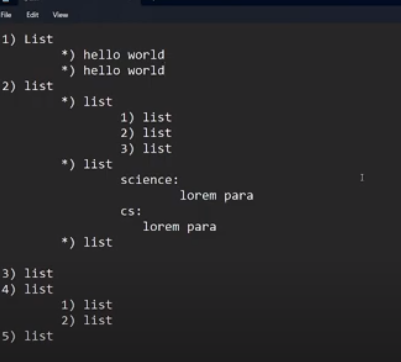 File Edit View
1) List
*) hello world
*) hello world
2) list
*) list
1) list
2) list
3) list
*) list
science:
lorem para
cs:
lorem para
*) list
3) list
4) list
1) list
2) list
5) list